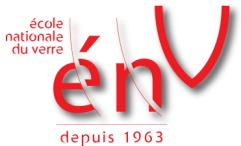 école
nationale
du verre
énV
depuis 1963